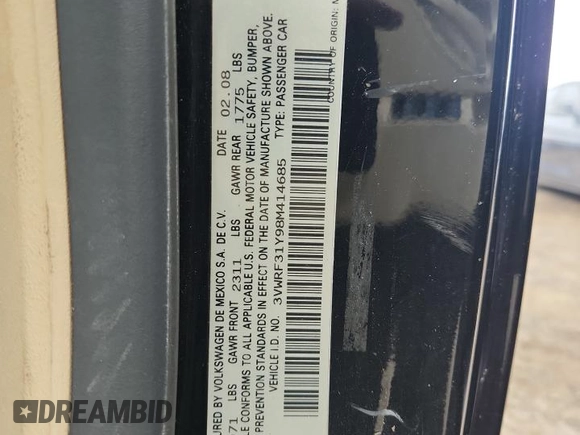 URED BY VOLKSWAGEN DE MEXICO S.A. DE C.V. DATE 02.08
71 LBS GAWR FRONT 2311 LBS GAWR REAR 1775 LBS
LE CONFORMS TO ALL APPLICABLE U.S. FEDERAL MOTOR VEHICLE SAFETY, BUMPER,
PREVENTION STANDARDS IN EFFECT ON THE DATE OF MANUFACTURE SHOWN ABOVE.
VEHICLE I.D. NO. 3VWRF31Y98M414685 TYPE: PASSENGER CAR
COUNTRY OF ORIGIN: M
DREAMBID